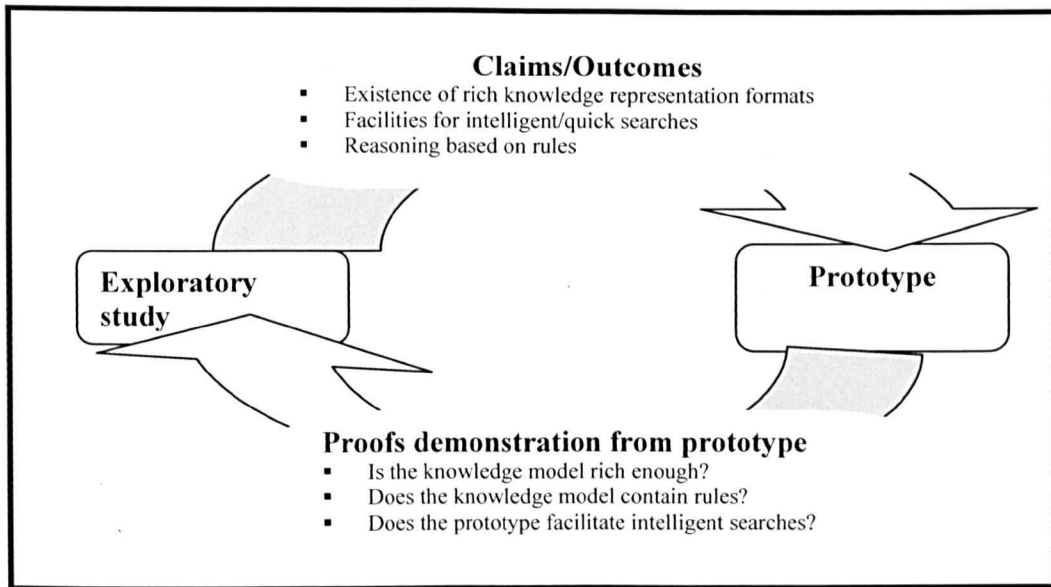 Claims/Outcomes
▪ Existence of rich knowledge representation formats
▪ Facilities for intelligent/quick searches
▪ Reasoning based on rules
Exploratory
study
Prototype
Proofs demonstration from prototype
▪ Is the knowledge model rich enough?
▪ Does the knowledge model contain rules?
▪ Does the prototype facilitate intelligent searches?